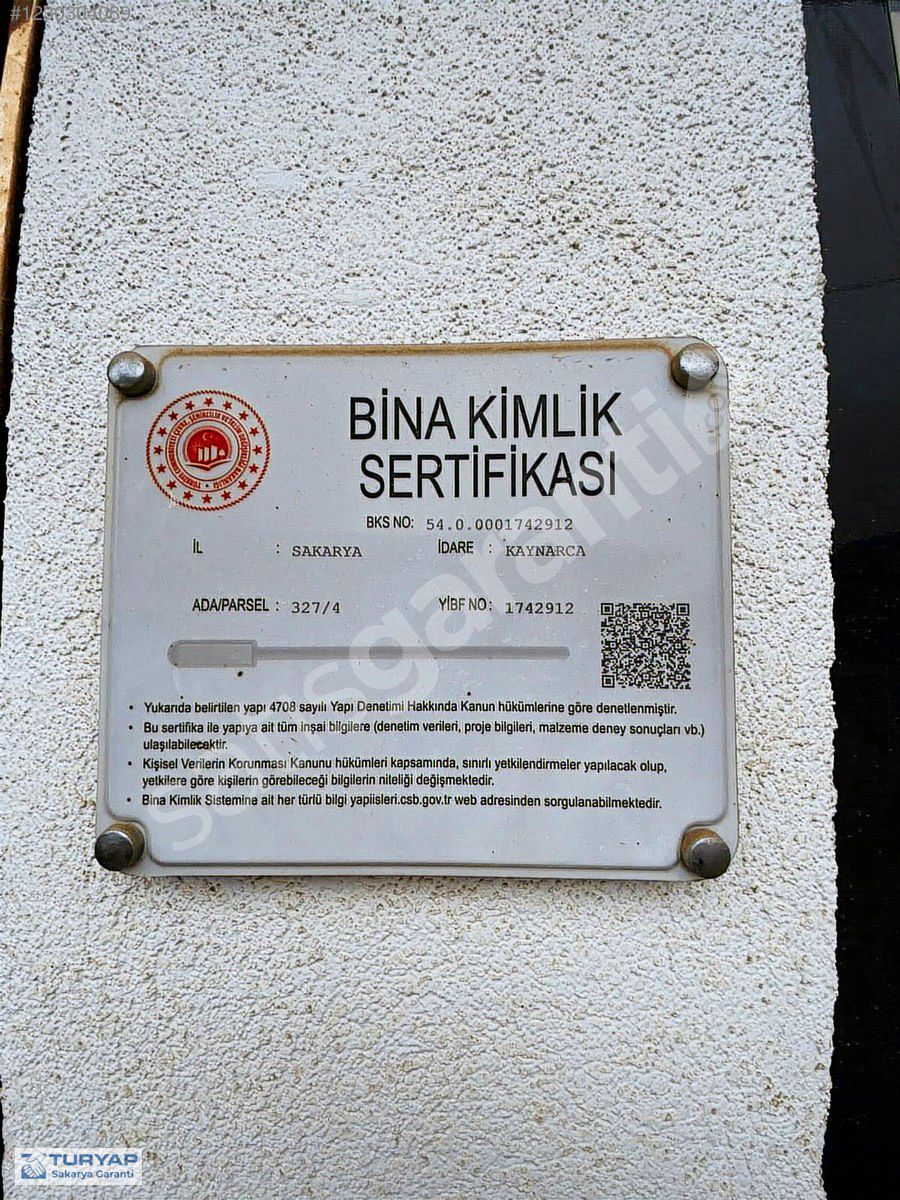 BİNA KİMLİK
SERTİFİKASI
BKS NO: 54.0.0001742912
İL : SAKARYA İDARE : KAYNARCA
ADA/PARSEL : 327/4 YİBF NO : 1742912
• Yukarıda belirtilen yapı 4708 sayılı Yapı Denetimi Hakkında Kanun hükümlerine göre denetlenmiştir.
• Bu sertifika ile yapıya ait tüm inşai bilgilere (denetim verileri, proje bilgileri, malzeme deney sonuçları vb.)
ulaşılabilecektir.
• Kişisel Verilerin Korunması Kanunu hükümleri kapsamında, sınırlı yetkilendirmeler yapılacak olup,
yetkilere göre kişilerin görebileceği bilgilerin niteliği değişmektedir.
• Bina Kimlik Sistemine ait her türlü bilgi yapiisleri.csb.gov.tr web adresinden sorgulanabilmektedir.
TURYAP
Sakarya Garanti